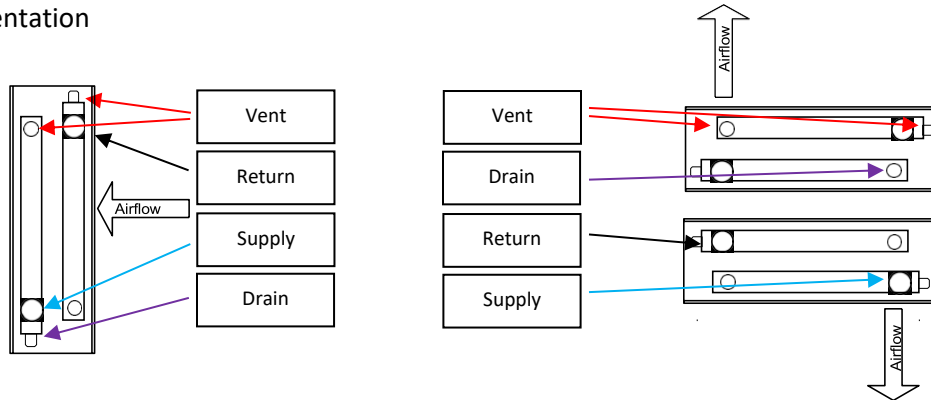 entation
Vent
Return
Airflow
Supply
Drain
Airflow
Vent
Drain
Return
Supply
Airflow